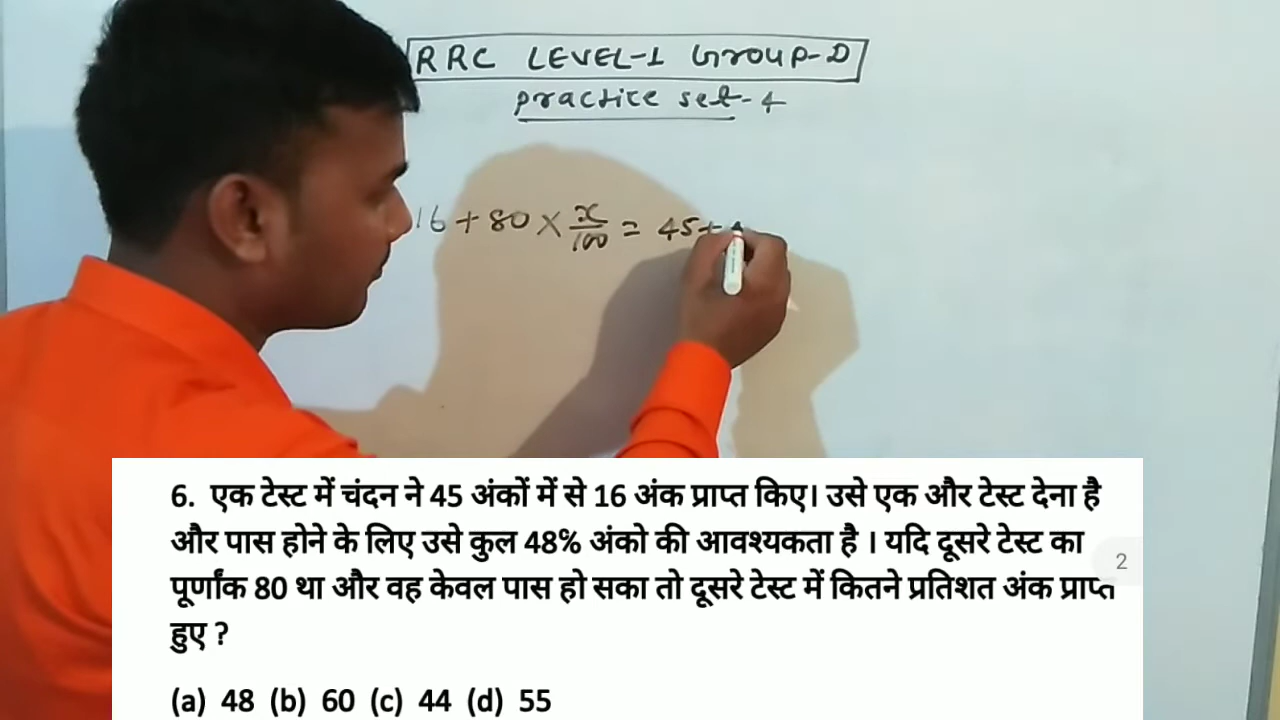 RRC LEVEL-1 GROUP-D
practice set-4
16 + 80 × x/100 = 45+
6. एक टेस्ट में चंदन ने 45 अंकों में से 16 अंक प्राप्त किए। उसे एक और टेस्ट देना है
और पास होने के लिए उसे कुल 48% अंको की आवश्यकता है । यदि दूसरे टेस्ट का
पूर्णांक 80 था और वह केवल पास हो सका तो दूसरे टेस्ट में कितने प्रतिशत अंक प्राप्त
हुए ?
2
(a) 48 (b) 60 (c) 44 (d) 55